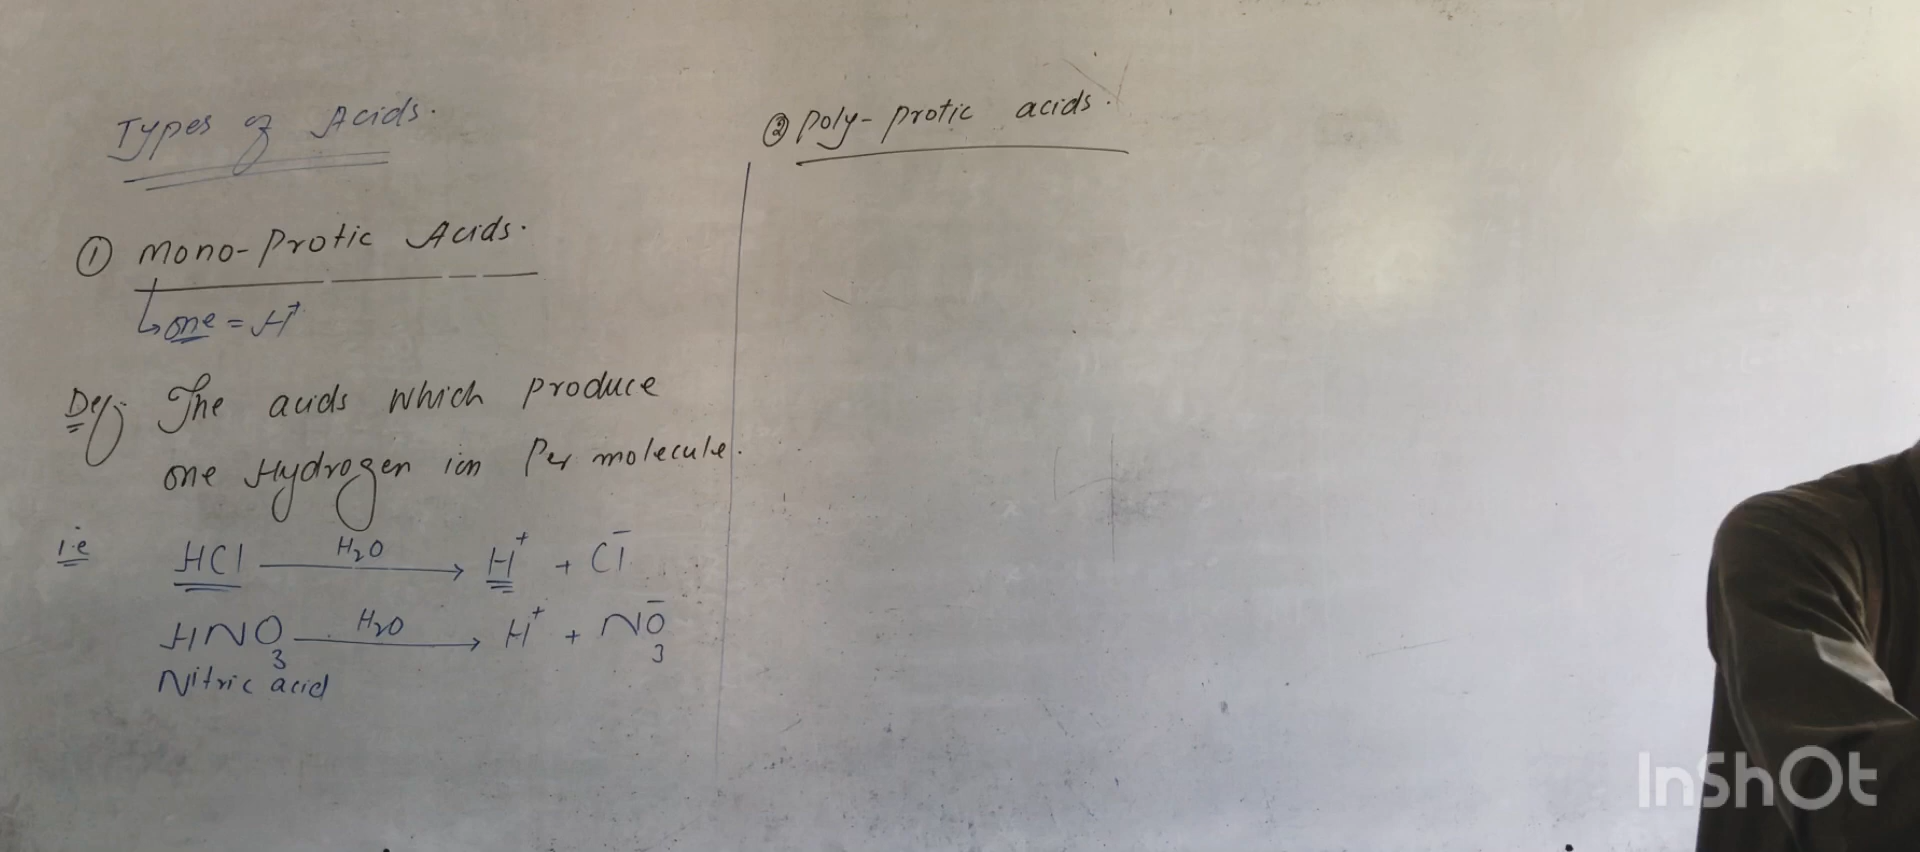 Types of Acids.
① Mono-Protic Acids.
↳ one = H⁺
Def:- The acids which produce
one Hydrogen ion Per molecule.
i.e HCl —H₂O→ H⁺ + Cl⁻
HNO₃ —H₂O→ H⁺ + NO₃⁻
Nitric acid
② Poly-Protic acids.
InShOt